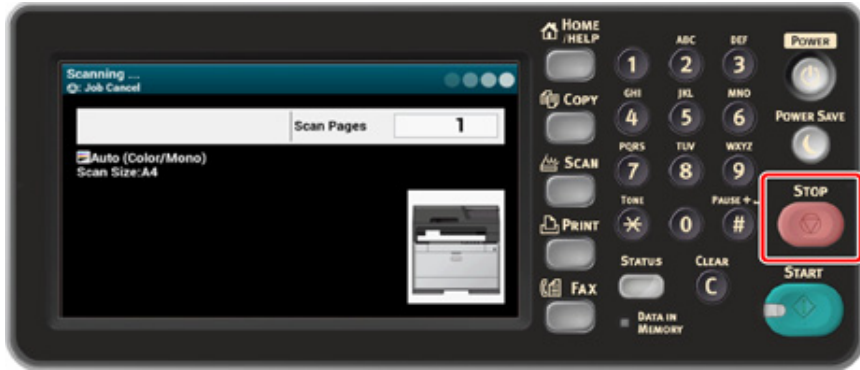 Scanning ...
: Job Cancel
Scan Pages 1
Auto (Color/Mono)
Scan Size:A4
HOME
/HELP
COPY
SCAN
PRINT
FAX
ABC DEF
1 2 3
GHI JKL MNO
4 5 6
PQRS TUV WXYZ
7 8 9
TONE PAUSE + -
* 0 #
STATUS CLEAR
C
DATA IN
MEMORY
POWER
POWER SAVE
STOP
START